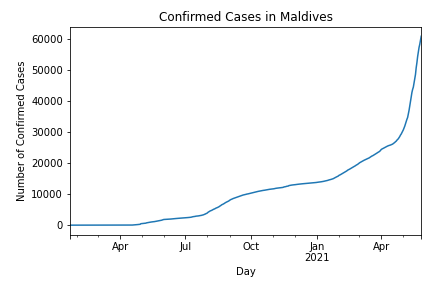 Confirmed Cases in Maldives
60000
50000
40000
30000
20000
10000
0
Number of Confirmed Cases
Apr
Jul
Oct
Jan
2021
Apr
Day